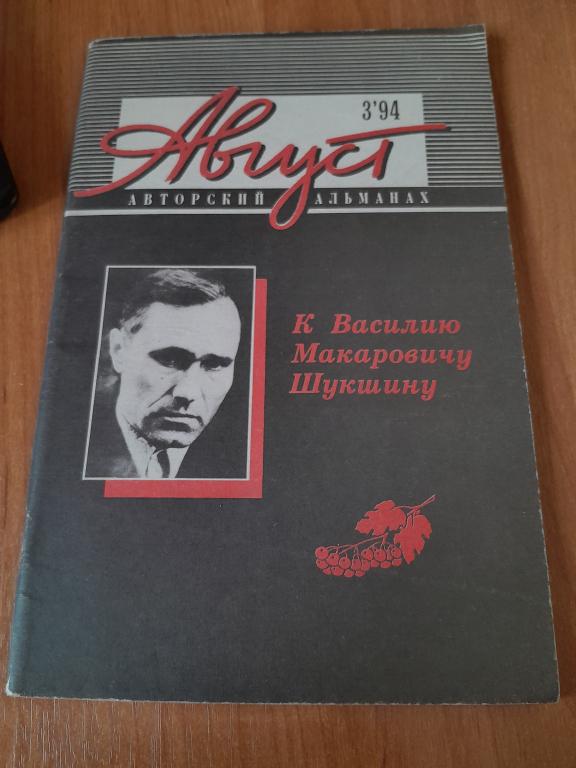 3'94
Август
АВТОРСКИЙ АЛЬМАНАХ
К Василию
Макаровичу
Шукшину